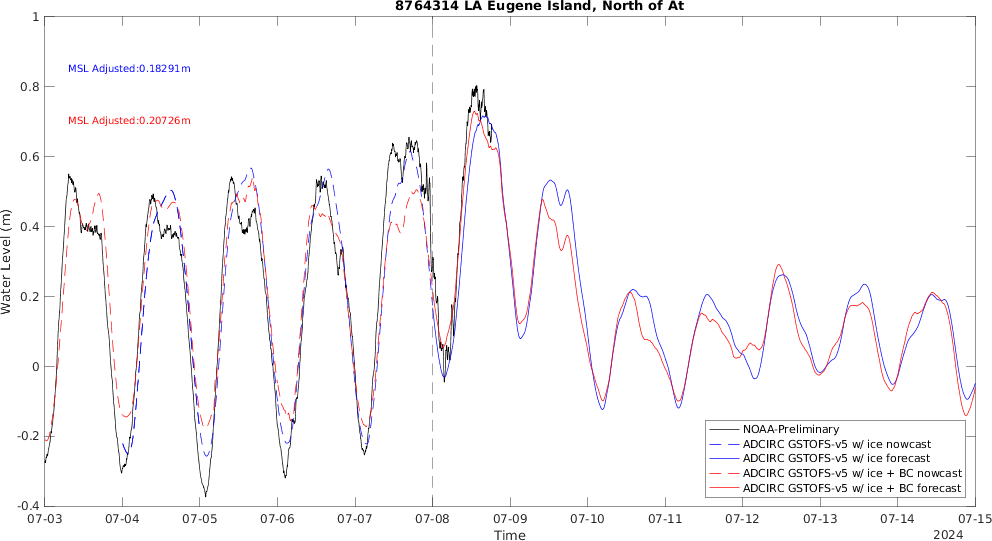 8764314 LA Eugene Island, North of At
1
0.8
0.6
0.4
0.2
0
-0.2
-0.4
Water Level (m)
MSL Adjusted:0.18291m
MSL Adjusted:0.20726m
NOAA-Preliminary
ADCIRC GSTOFS-v5 w/ ice nowcast
ADCIRC GSTOFS-v5 w/ ice forecast
ADCIRC GSTOFS-v5 w/ ice + BC nowcast
ADCIRC GSTOFS-v5 w/ ice + BC forecast
07-03 07-04 07-05 07-06 07-07 07-08 07-09 07-10 07-11 07-12 07-13 07-14 07-15
Time
2024